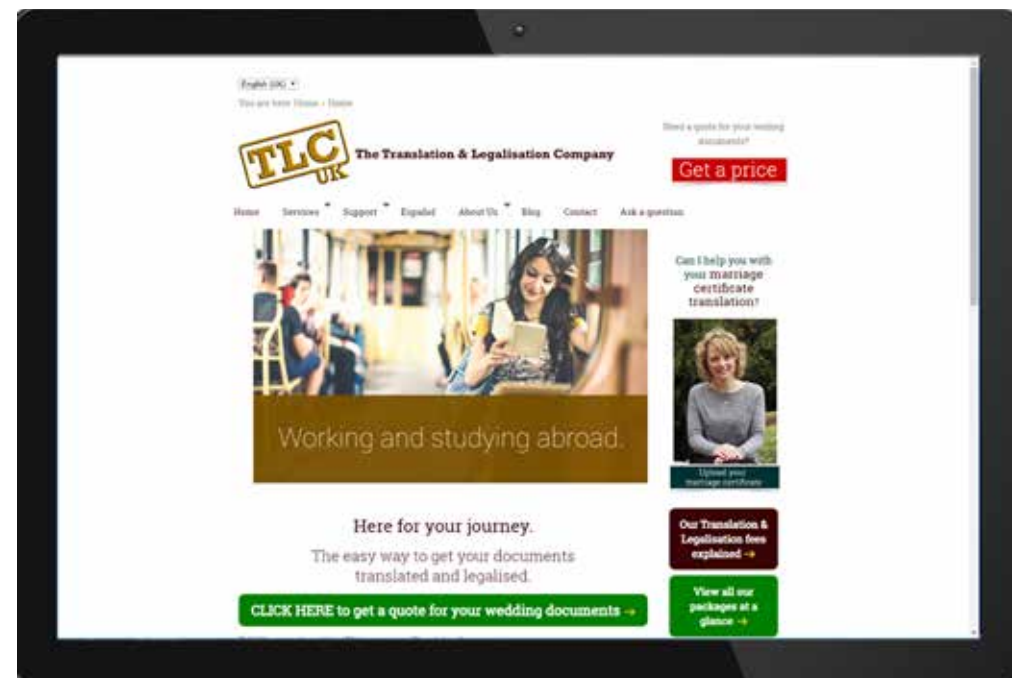 English (UK)
You are here: Home › Home
TLC
UK
The Translation & Legalisation Company
Need a quote for your wedding
documents?
Get a price
Home Services Support Español About Us Blog Contact Ask a question
Can I help you with
your marriage
certificate
translation?
Working and studying abroad.
Upload your
marriage certificate
Here for your journey.
The easy way to get your documents
translated and legalised.
CLICK HERE to get a quote for your wedding documents →
Our Translation &
Legalisation fees
explained →
View all our
packages at a
glance →